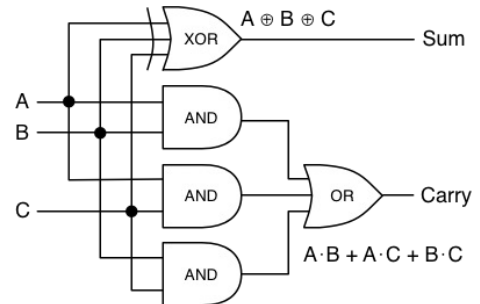 A ⊕ B ⊕ C
XOR
Sum
A
B
AND
AND
C
OR
Carry
A·B + A·C + B·C
AND